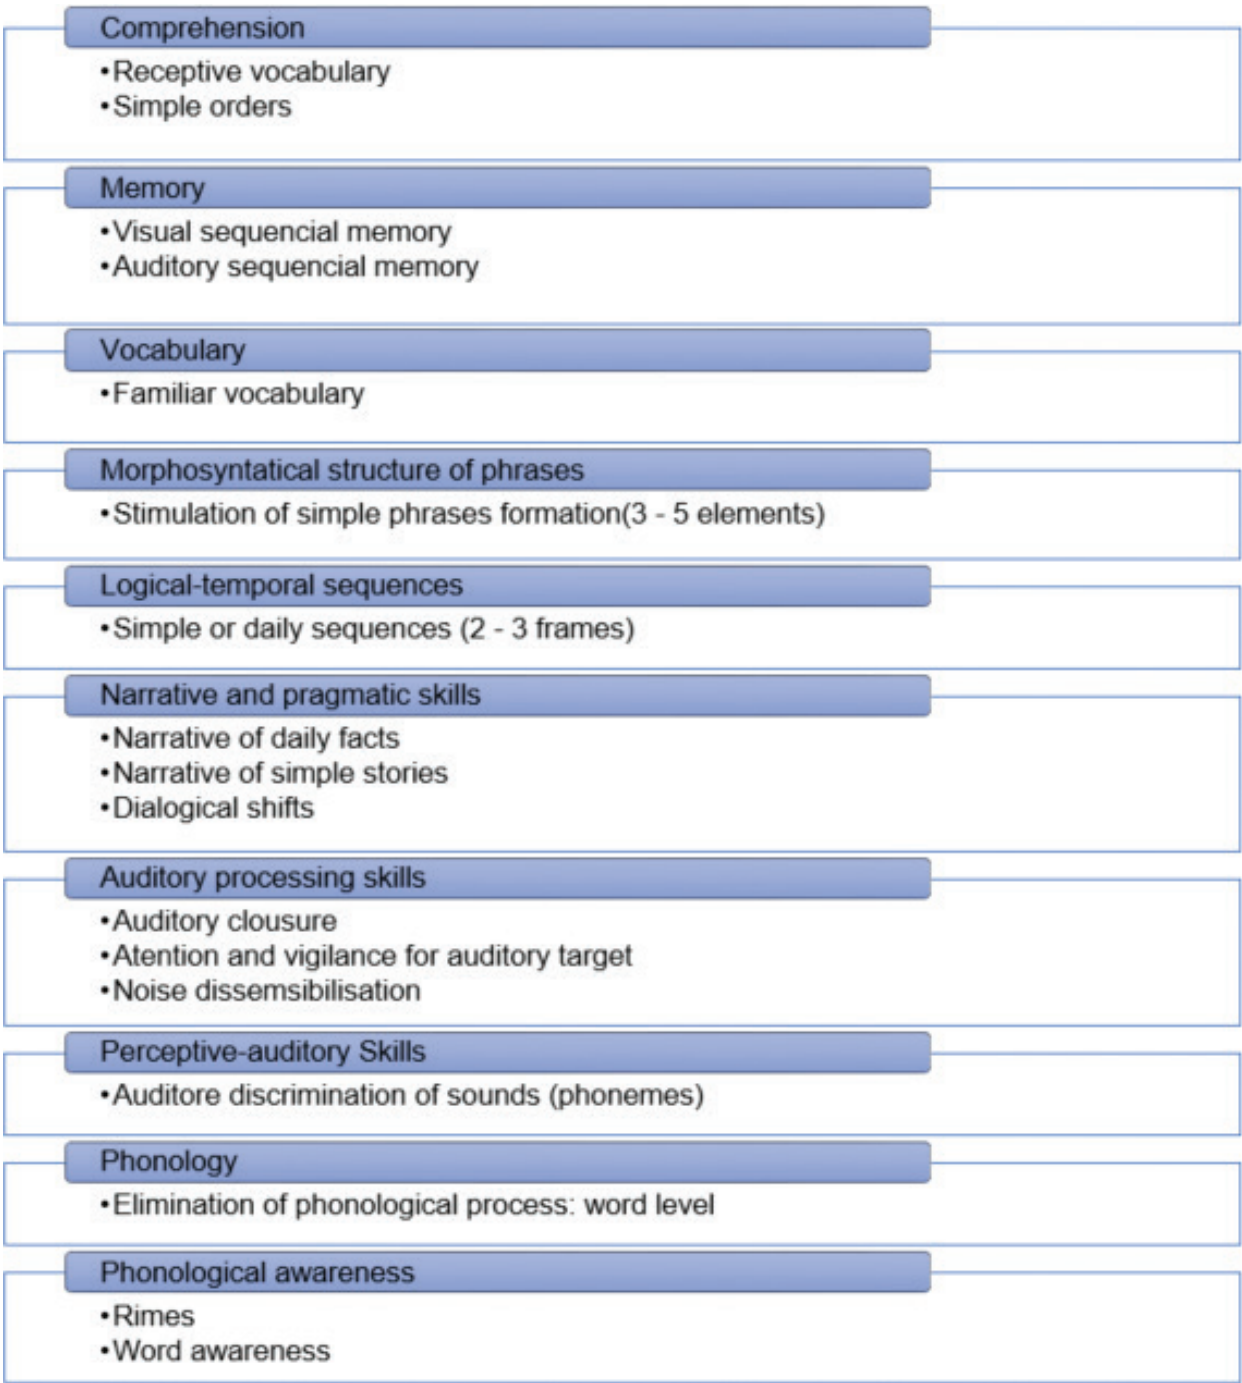 Comprehension
•Receptive vocabulary
•Simple orders
Memory
•Visual sequencial memory
•Auditory sequencial memory
Vocabulary
•Familiar vocabulary
Morphosyntatical structure of phrases
•Stimulation of simple phrases formation(3 - 5 elements)
Logical-temporal sequences
•Simple or daily sequences (2 - 3 frames)
Narrative and pragmatic skills
•Narrative of daily facts
•Narrative of simple stories
•Dialogical shifts
Auditory processing skills
•Auditory clousure
•Atention and vigilance for auditory target
•Noise dissemsibilisation
Perceptive-auditory Skills
•Auditore discrimination of sounds (phonemes)
Phonology
•Elimination of phonological process: word level
Phonological awareness
•Rimes
•Word awareness